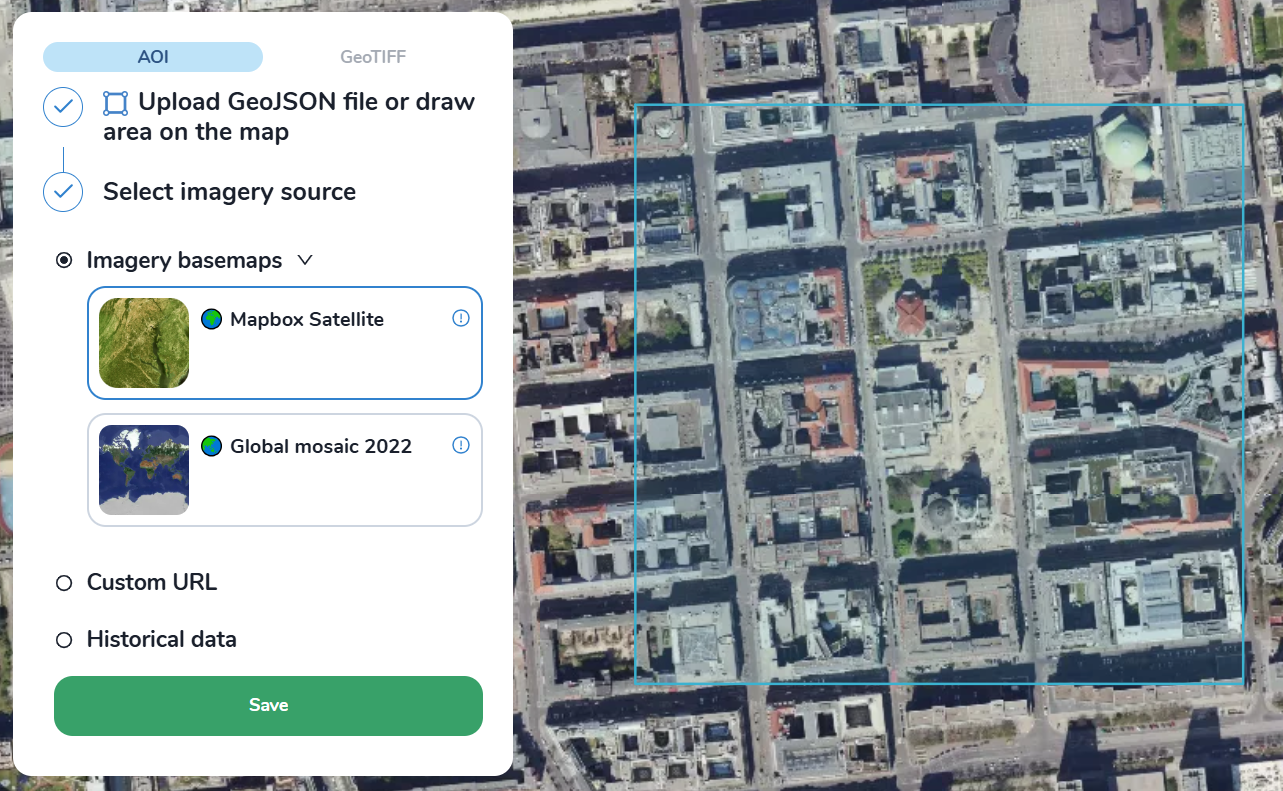 AOI
GeoTIFF
Upload GeoJSON file or draw
area on the map
Select imagery source
Imagery basemaps
Mapbox Satellite
Global mosaic 2022
Custom URL
Historical data
Save